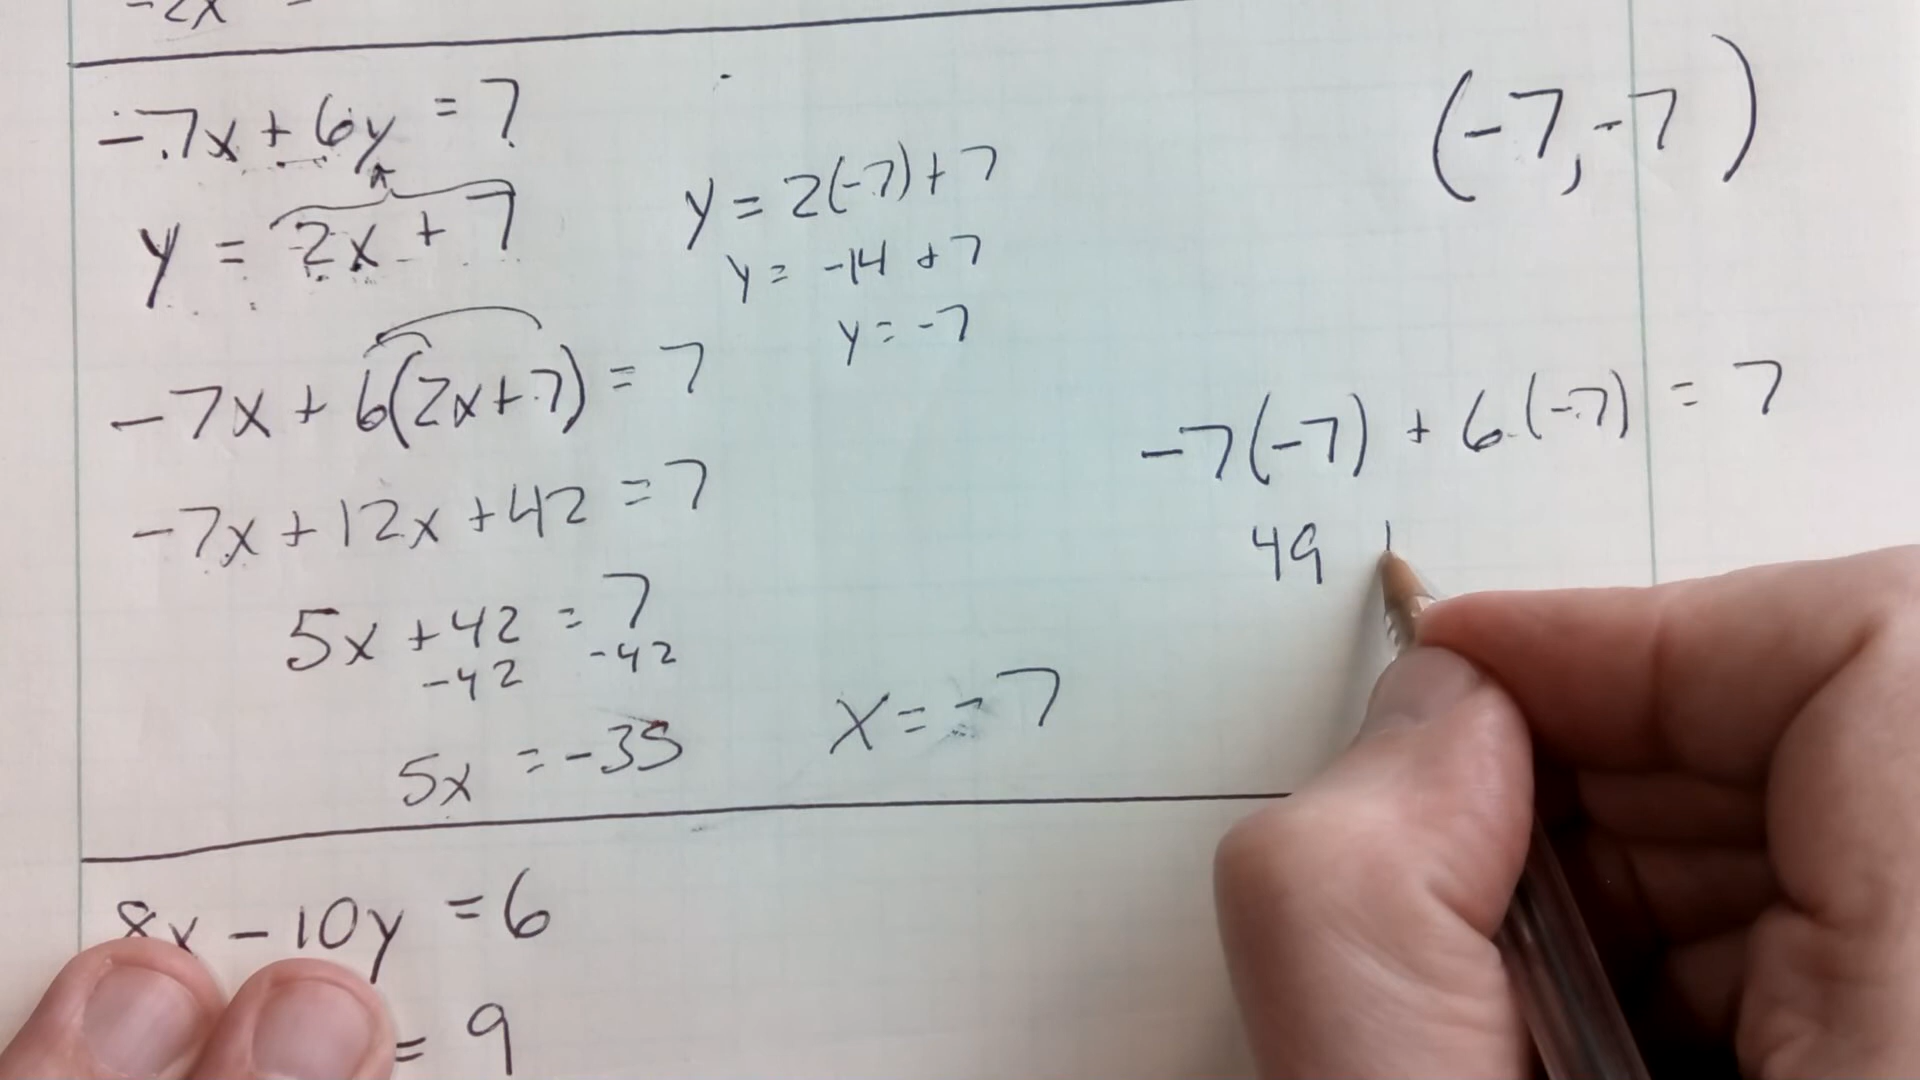 -2x
-7x + 6y = 7
y = 2x + 7
-7x + 6(2x+7) = 7
-7x + 12x + 42 = 7
5x + 42 = 7
-42 -42
5x = -35
x = -7
y = 2(-7) + 7
y = -14 + 7
y = -7
(-7, -7)
-7(-7) + 6(-7) = 7
49
8x - 10y = 6
= 9